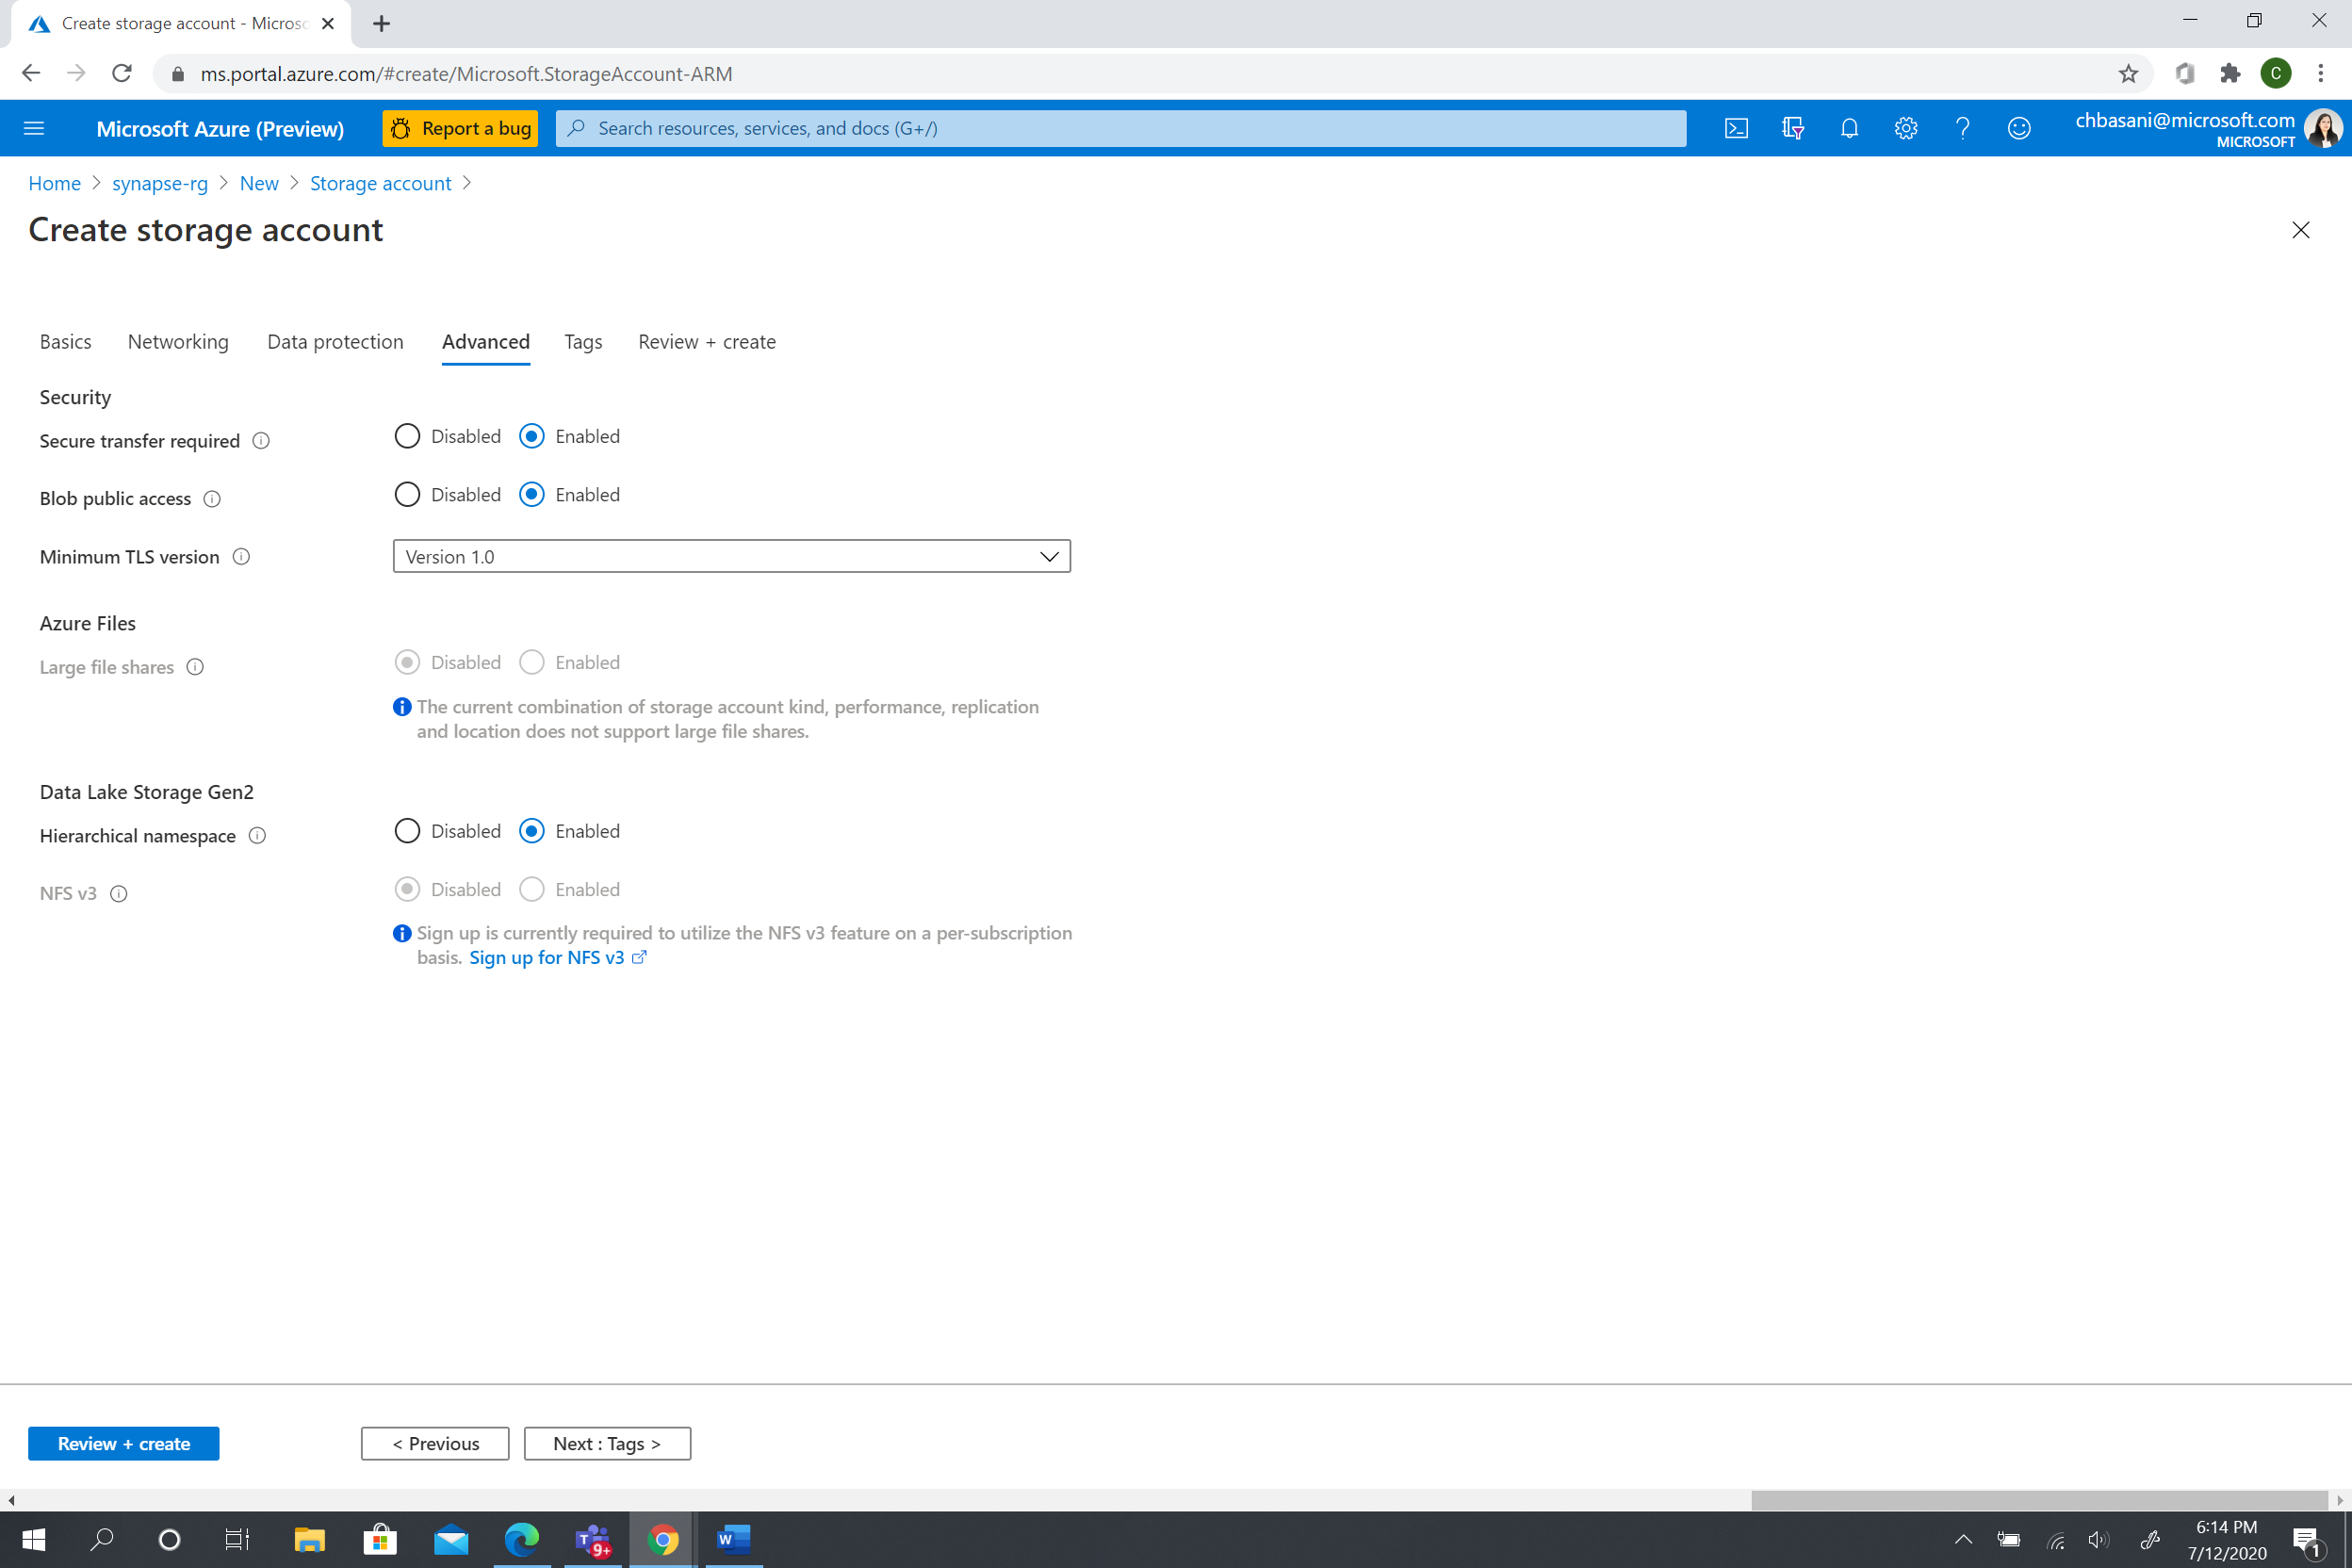 Create storage account - Micros
ms.portal.azure.com/#create/Microsoft.StorageAccount-ARM
C
Microsoft Azure (Preview)
Report a bug
Search resources, services, and docs (G+/)
chbasani@microsoft.com
MICROSOFT
Home > synapse-rg > New > Storage account >
Create storage account
Basics Networking Data protection Advanced Tags Review + create
Security
Secure transfer required Disabled Enabled
Blob public access Disabled Enabled
Minimum TLS version Version 1.0
Azure Files
Large file shares Disabled Enabled
The current combination of storage account kind, performance, replication
and location does not support large file shares.
Data Lake Storage Gen2
Hierarchical namespace Disabled Enabled
NFS v3 Disabled Enabled
Sign up is currently required to utilize the NFS v3 feature on a per-subscription
basis. Sign up for NFS v3
Review + create < Previous Next : Tags >
T 9+ W
6:14 PM
7/12/2020
1